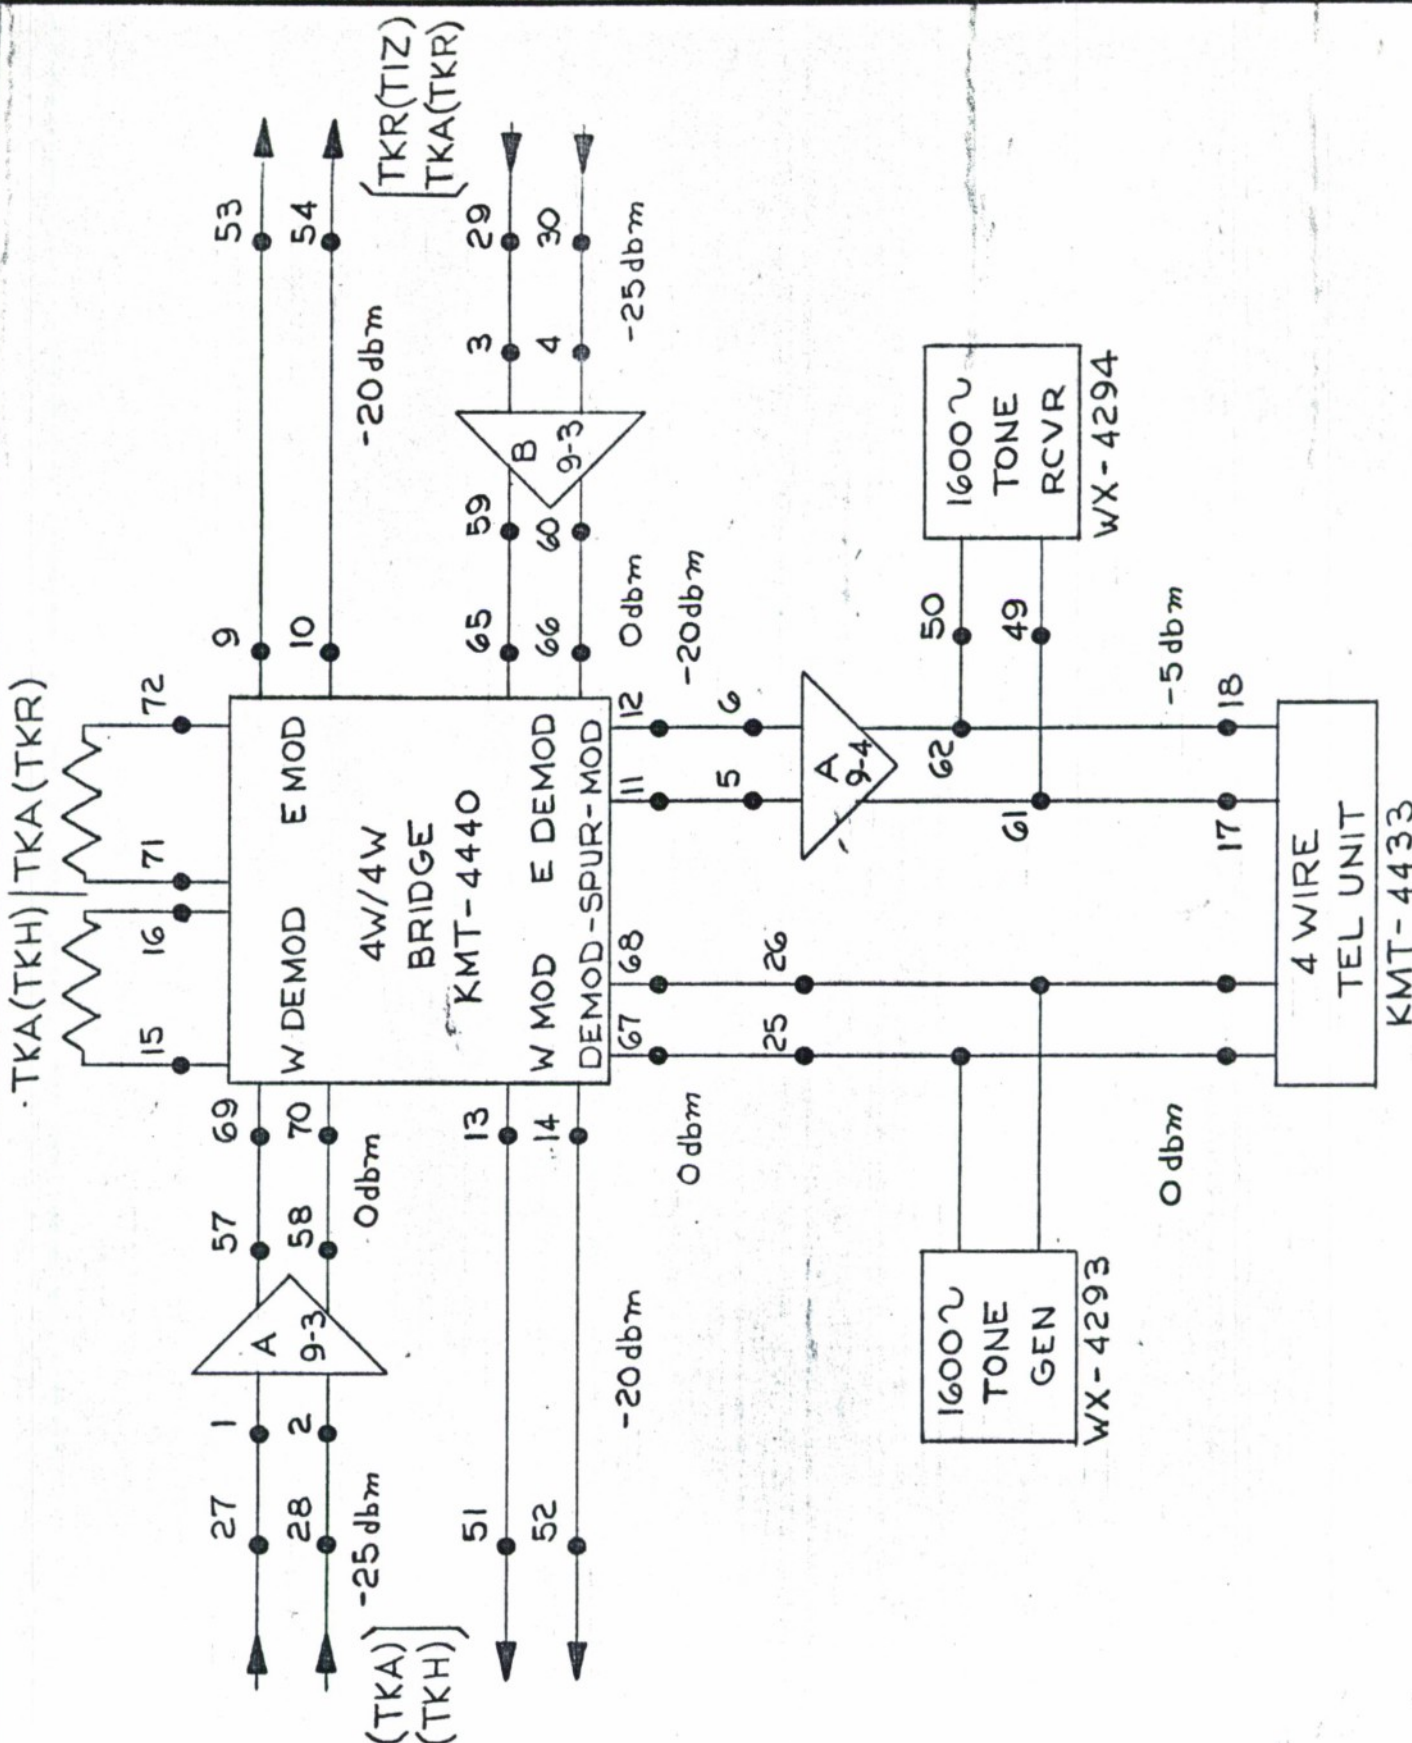 TKA(TKH) | TKA(TKR)
15
16
71
72
27
28
1
2
-25dbm
A
9-3
57
58
69
70
0dbm
(TKA)
(TKH)
51
52
13
14
-20dbm
W DEMOD E MOD
4W/4W
BRIDGE
KMT-4440
W MOD E DEMOD
DEMOD-SPUR-MOD
9
10
53
54
-20dbm
TKR(TIZ)
TKA(TKR)
65
66
59
60
0dbm
B
9-3
3
4
29
30
-25dbm
67
68
11
12
0dbm
-20dbm
25
26
5
6
A
9-4
1600~
TONE
GEN
WX-4293
61
62
49
50
1600~
TONE
RCVR
WX-4294
0dbm
-5dbm
17
18
4 WIRE
TEL UNIT
KMT-4433